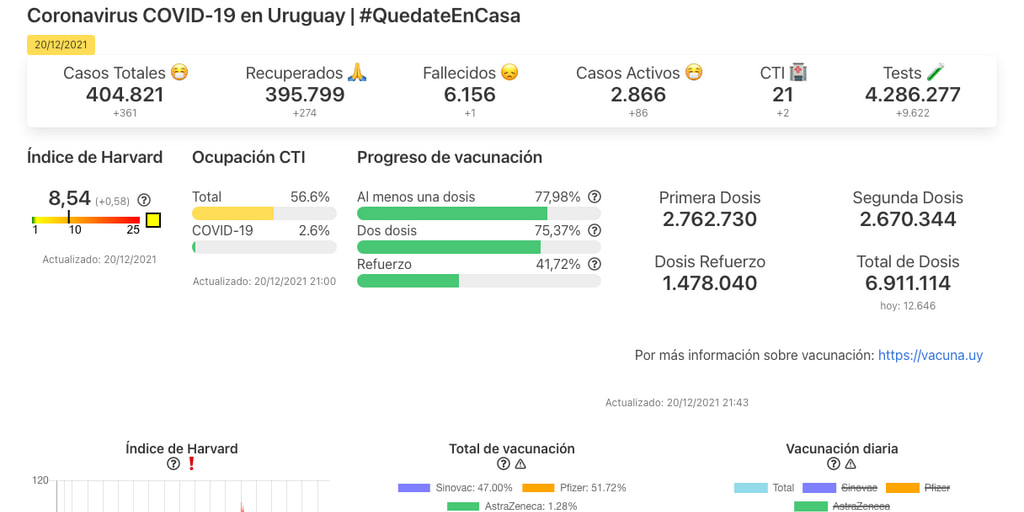 Coronavirus COVID-19 en Uruguay | #QuedateEnCasa
20/12/2021
Casos Totales 😷 Recuperados 🙏 Fallecidos 😞 Casos Activos 😷 CTI 🏥 Tests 🧪
404.821 395.799 6.156 2.866 21 4.286.277
+361 +274 +1 +86 +2 +9.622
Índice de Harvard Ocupación CTI Progreso de vacunación
8,54 (+0,58)
1 10 25
Actualizado: 20/12/2021
Total 56.6%
COVID-19 2.6%
Actualizado: 20/12/2021 21:00
Al menos una dosis 77,98%
Dos dosis 75,37%
Refuerzo 41,72%
Primera Dosis Segunda Dosis
2.762.730 2.670.344
Dosis Refuerzo Total de Dosis
1.478.040 6.911.114
hoy: 12.646
Por más información sobre vacunación: https://vacuna.uy
Actualizado: 20/12/2021 21:43
Índice de Harvard
120
Total de vacunación
Sinovac: 47.00% Pfizer: 51.72%
AstraZeneca: 1.28%
Vacunación diaria
Total Sinovac Pfizer
AstraZeneca